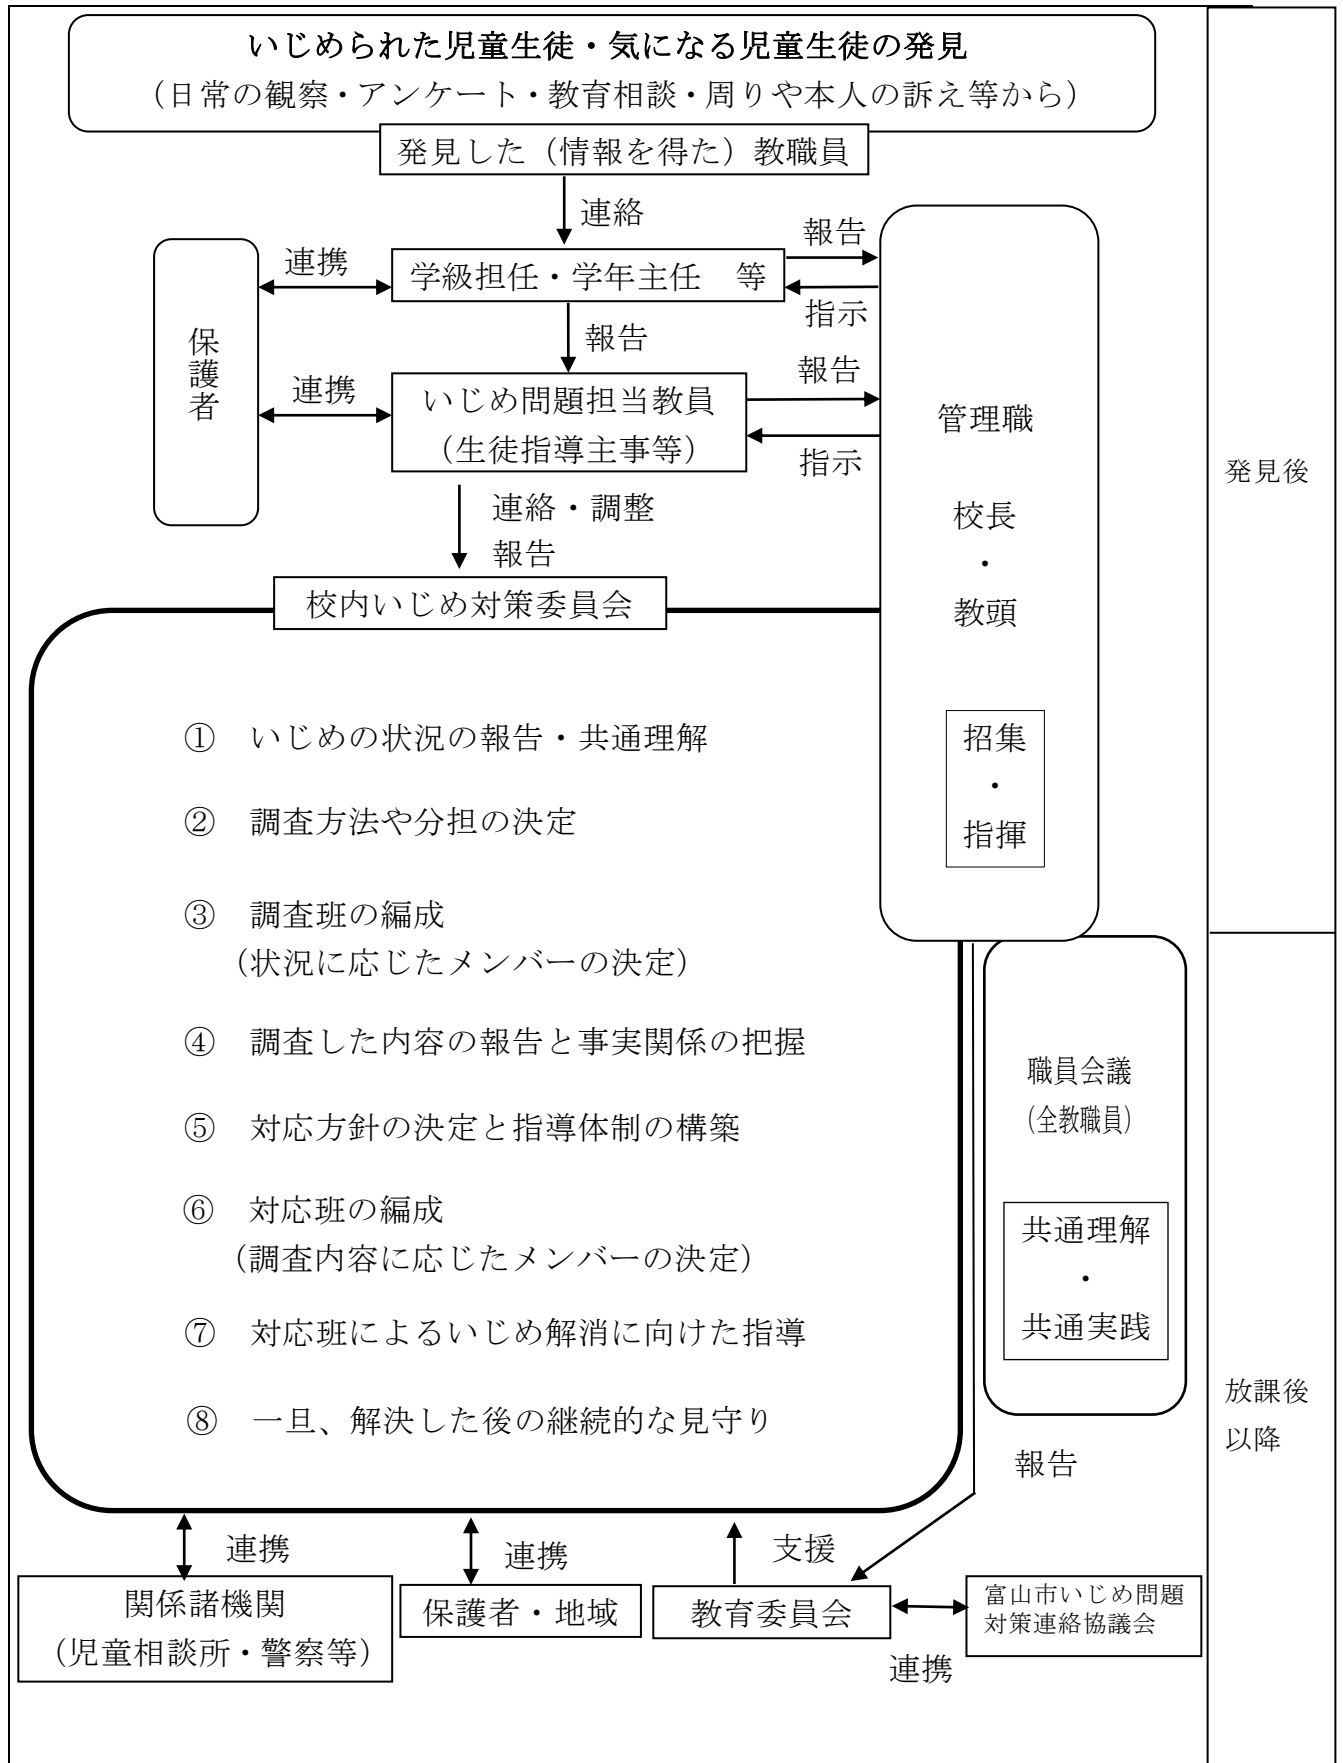 いじめられた児童生徒・気になる児童生徒の発見
（日常の観察・アンケート・教育相談・周りや本人の訴え等から）
発見した（情報を得た）教職員
連絡
報告
連携
学級担任・学年主任　等
指示
保護者
報告
報告
連携
いじめ問題担当教員
（生徒指導主事等）
指示
管理職
校長
・
教頭
招集
・
指揮
発見後
連絡・調整
報告
校内いじめ対策委員会
①　いじめの状況の報告・共通理解
②　調査方法や分担の決定
③　調査班の編成
（状況に応じたメンバーの決定）
④　調査した内容の報告と事実関係の把握
⑤　対応方針の決定と指導体制の構築
⑥　対応班の編成
（調査内容に応じたメンバーの決定）
⑦　対応班によるいじめ解消に向けた指導
⑧　一旦、解決した後の継続的な見守り
職員会議
（全教職員）
共通理解
・
共通実践
放課後
以降
報告
連携
連携
支援
関係諸機関
（児童相談所・警察等）
保護者・地域
教育委員会
連携
富山市いじめ問題
対策連絡協議会